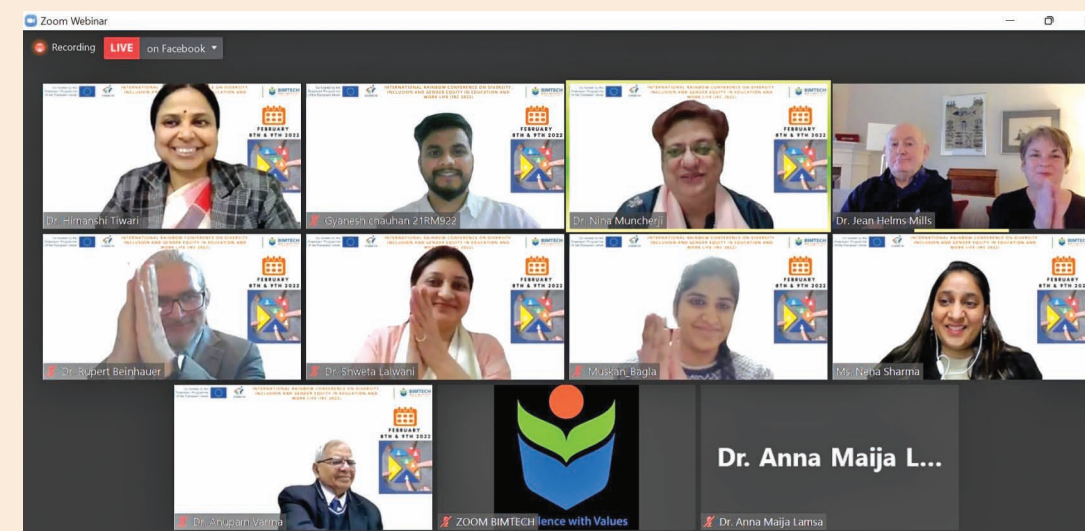 Zoom Webinar
Recording LIVE on Facebook
INTERNATIONAL RAINBOW CONFERENCE ON DIVERSITY,
INCLUSION AND GENDER EQUITY IN EDUCATION AND
WORK LIFE (IRC 2022)
BIMTECH
FEBRUARY
8TH & 9TH 2022
Dr. Himanshi Tiwari
Gyanesh chauhan 21RM922
Dr. Nina Muncherji
Dr. Jean Helms Mills
Dr. Rupert Beinhauer
Dr. Shweta Lalwani
Muskan_Bagla
Ms. Neha Sharma
Dr. Anupam Varma
ZOOM BIMTECH
lence with Values
Dr. Anna Maija L...
Dr. Anna Maija Lamsa